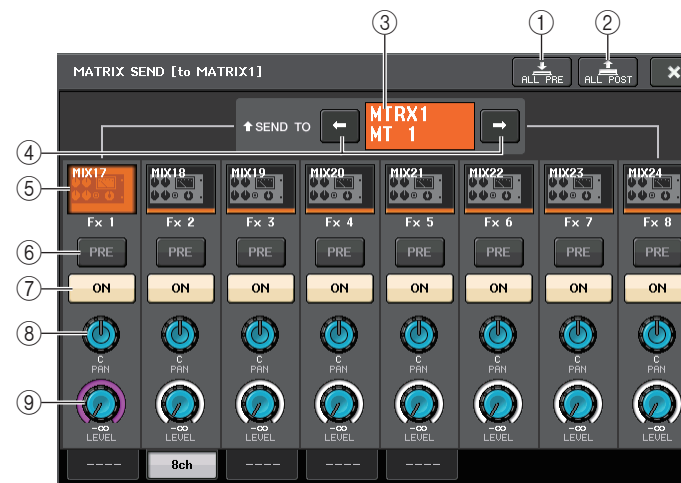 ① ② ③
MATRIX SEND [to MATRIX1]
ALL PRE ALL POST ×
SEND TO MTRX1
MT 1
④
⑤ MIX17 MIX18 MIX19 MIX20 MIX21 MIX22 MIX23 MIX24
Fx 1 Fx 2 Fx 3 Fx 4 Fx 5 Fx 6 Fx 7 Fx 8
⑥ PRE PRE PRE PRE PRE PRE PRE PRE
⑦ ON ON ON ON ON ON ON ON
⑧
C C C C C C C C
PAN PAN PAN PAN PAN PAN PAN PAN
⑨
-∞ -∞ -∞ -∞ -∞ -∞ -∞ -∞
LEVEL LEVEL LEVEL LEVEL LEVEL LEVEL LEVEL LEVEL
---- 8ch ---- ---- ----